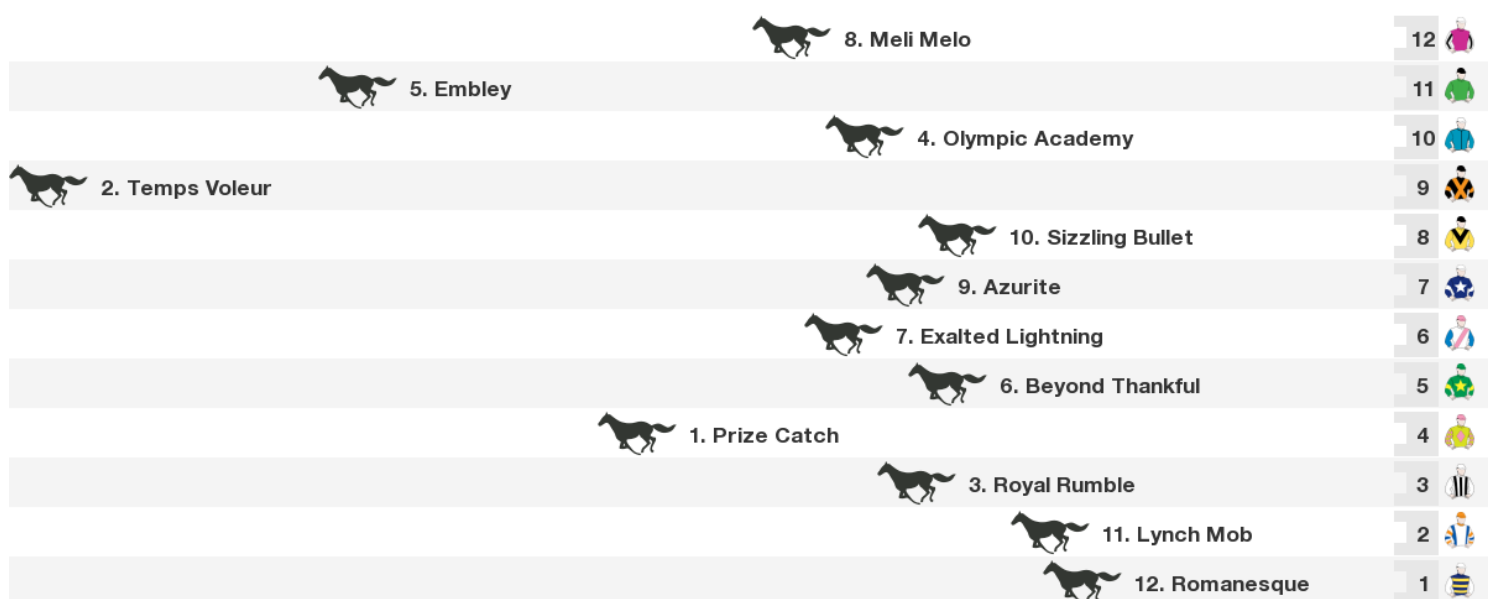 8. Meli Melo 12
5. Embley 11
4. Olympic Academy 10
2. Temps Voleur 9
10. Sizzling Bullet 8
9. Azurite 7
7. Exalted Lightning 6
6. Beyond Thankful 5
1. Prize Catch 4
3. Royal Rumble 3
11. Lynch Mob 2
12. Romanesque 1